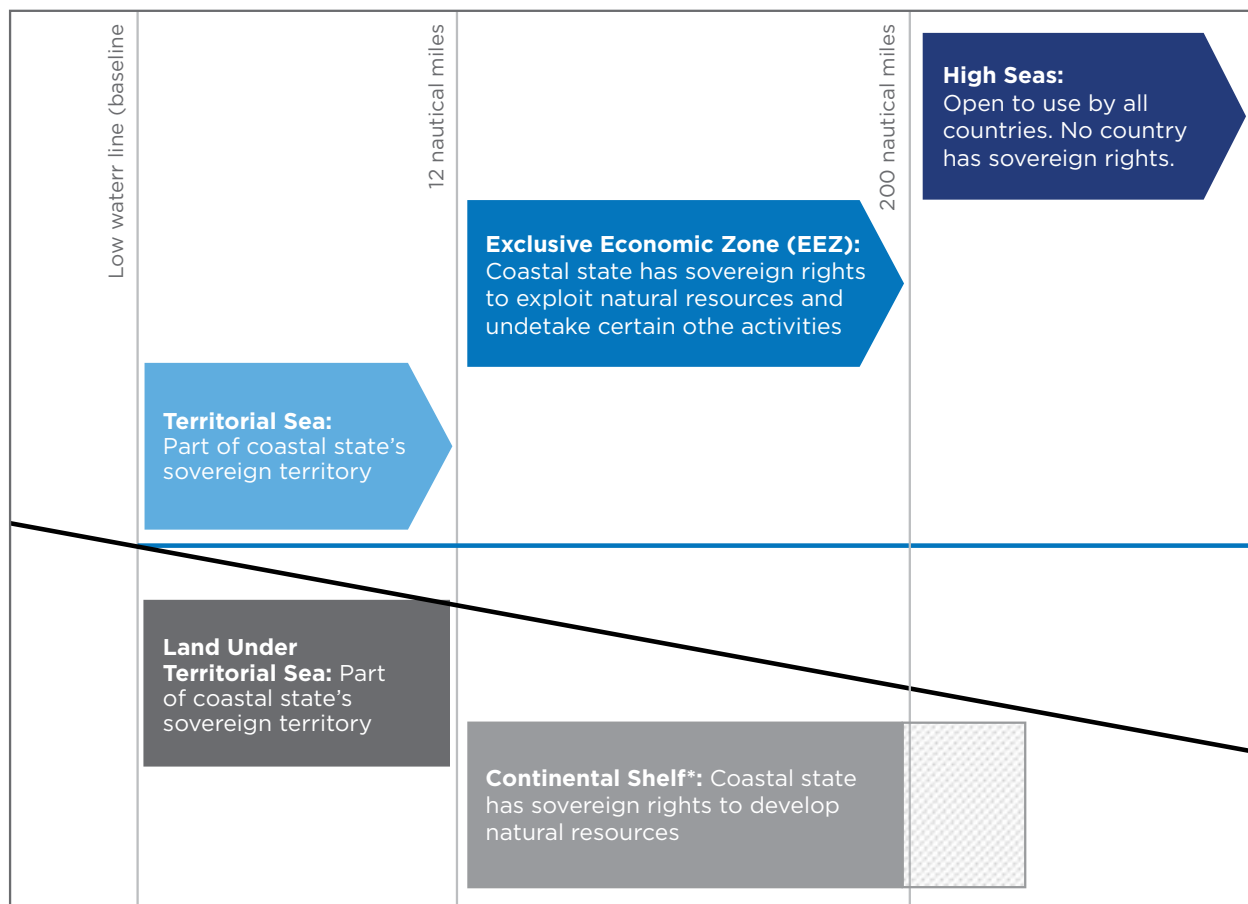 Low waterr line (baseline
12 nautical miles
200 nautical miles
High Seas:
Open to use by all
countries. No country
has sovereign rights.
Exclusive Economic Zone (EEZ):
Coastal state has sovereign rights
to exploit natural resources and
undetake certain othe activities
Territorial Sea:
Part of coastal state’s
sovereign territory
Land Under
Territorial Sea: Part
of coastal state’s
sovereign territory
Continental Shelf*: Coastal state
has sovereign rights to develop
natural resources